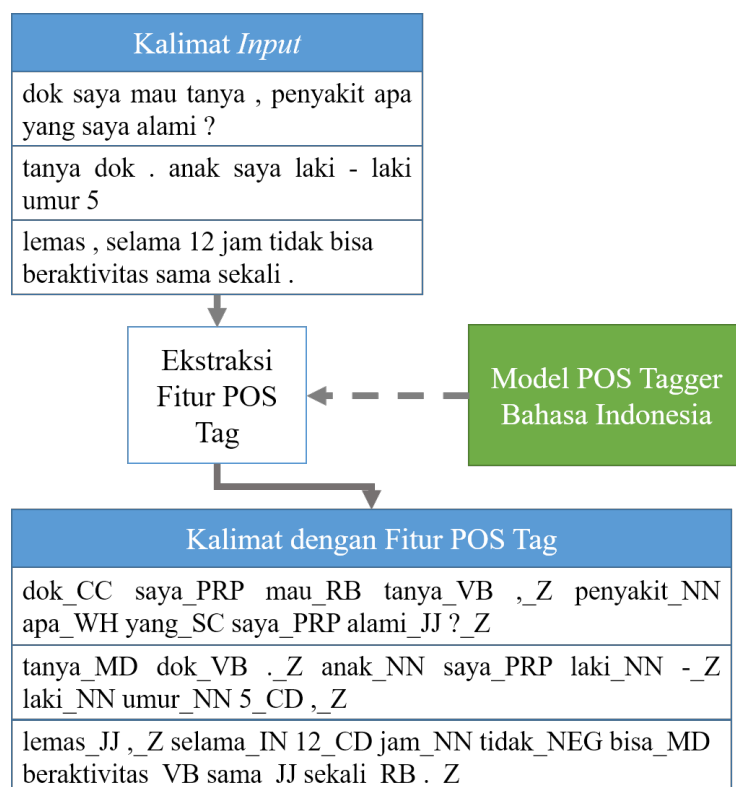 Kalimat Input
dok saya mau tanya , penyakit apa
yang saya alami ?
tanya dok . anak saya laki - laki
umur 5
lemas , selama 12 jam tidak bisa
beraktivitas sama sekali .
Ekstraksi
Fitur POS
Tag
Model POS Tagger
Bahasa Indonesia
Kalimat dengan Fitur POS Tag
dok_CC saya_PRP mau_RB tanya_VB ,_Z penyakit_NN
apa_WH yang_SC saya_PRP alami_JJ ?_Z
tanya_MD dok_VB ._Z anak_NN saya_PRP laki_NN -_Z
laki_NN umur_NN 5_CD ,_Z
lemas_JJ ,_Z selama_IN 12_CD jam_NN tidak_NEG bisa_MD
beraktivitas_VB sama_JJ sekali_RB ._Z